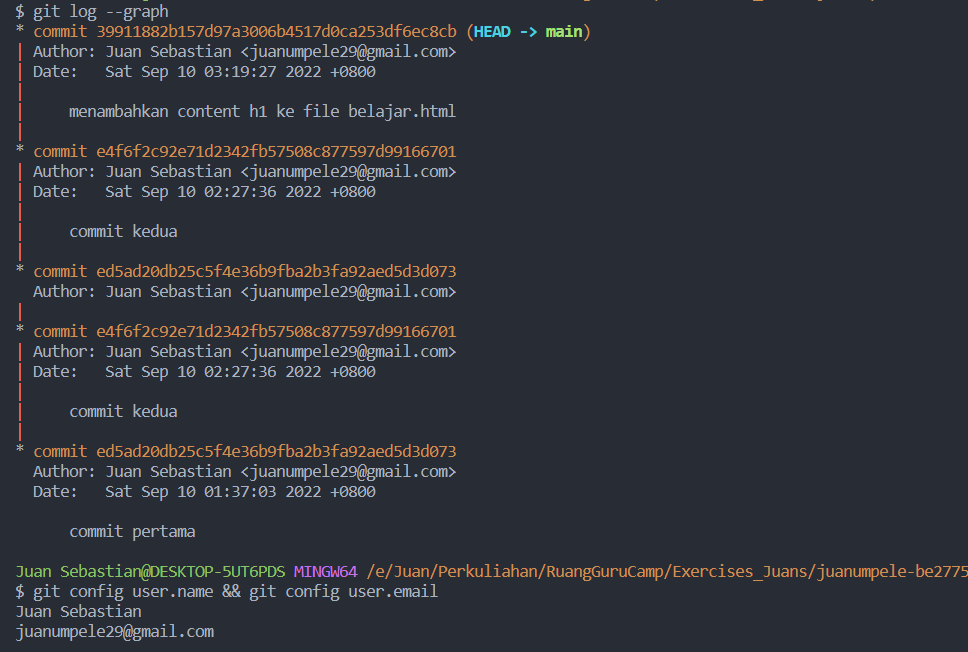 $ git log --graph
* commit 39911882b157d97a3006b4517d0ca253df6ec8cb (HEAD -> main)
| Author: Juan Sebastian <juanumpele29@gmail.com>
| Date:   Sat Sep 10 03:19:27 2022 +0800
|
|     menambahkan content h1 ke file belajar.html
|
* commit e4f6f2c92e71d2342fb57508c877597d99166701
| Author: Juan Sebastian <juanumpele29@gmail.com>
| Date:   Sat Sep 10 02:27:36 2022 +0800
|
|     commit kedua
|
* commit ed5ad20db25c5f4e36b9fba2b3fa92aed5d3d073
  Author: Juan Sebastian <juanumpele29@gmail.com>
|
* commit e4f6f2c92e71d2342fb57508c877597d99166701
| Author: Juan Sebastian <juanumpele29@gmail.com>
| Date:   Sat Sep 10 02:27:36 2022 +0800
|
|     commit kedua
|
* commit ed5ad20db25c5f4e36b9fba2b3fa92aed5d3d073
  Author: Juan Sebastian <juanumpele29@gmail.com>
  Date:   Sat Sep 10 01:37:03 2022 +0800

      commit pertama

Juan Sebastian@DESKTOP-5UT6PDS MINGW64 /e/Juan/Perkuliahan/RuangGuruCamp/Exercises_Juans/juanumpele-be2775
$ git config user.name && git config user.email
Juan Sebastian
juanumpele29@gmail.com